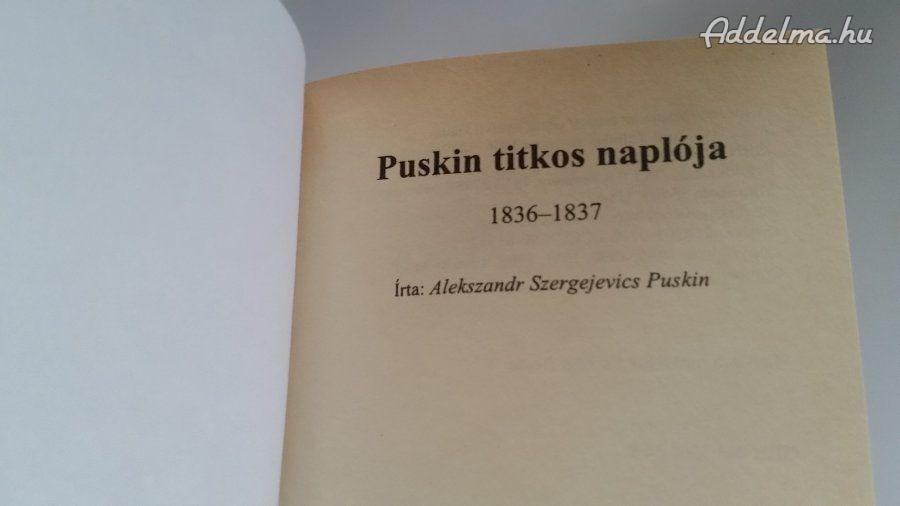 Addelma.hu
Puskin titkos naplója
1836–1837
Írta: Alekszandr Szergejevics Puskin